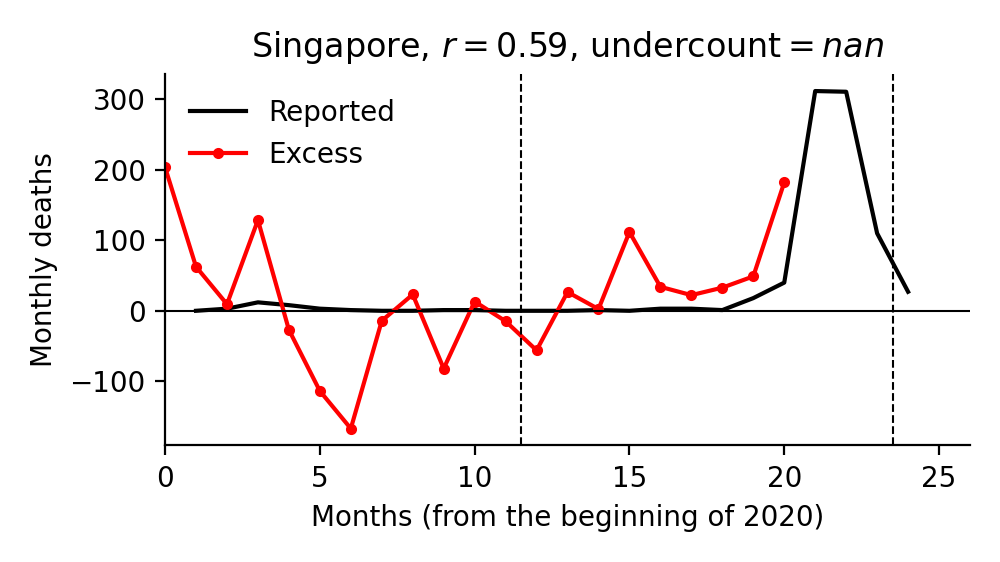 Singapore, r = 0.59, undercount = nan
Reported
Excess
Monthly deaths
300
200
100
0
−100
0 5 10 15 20 25
Months (from the beginning of 2020)